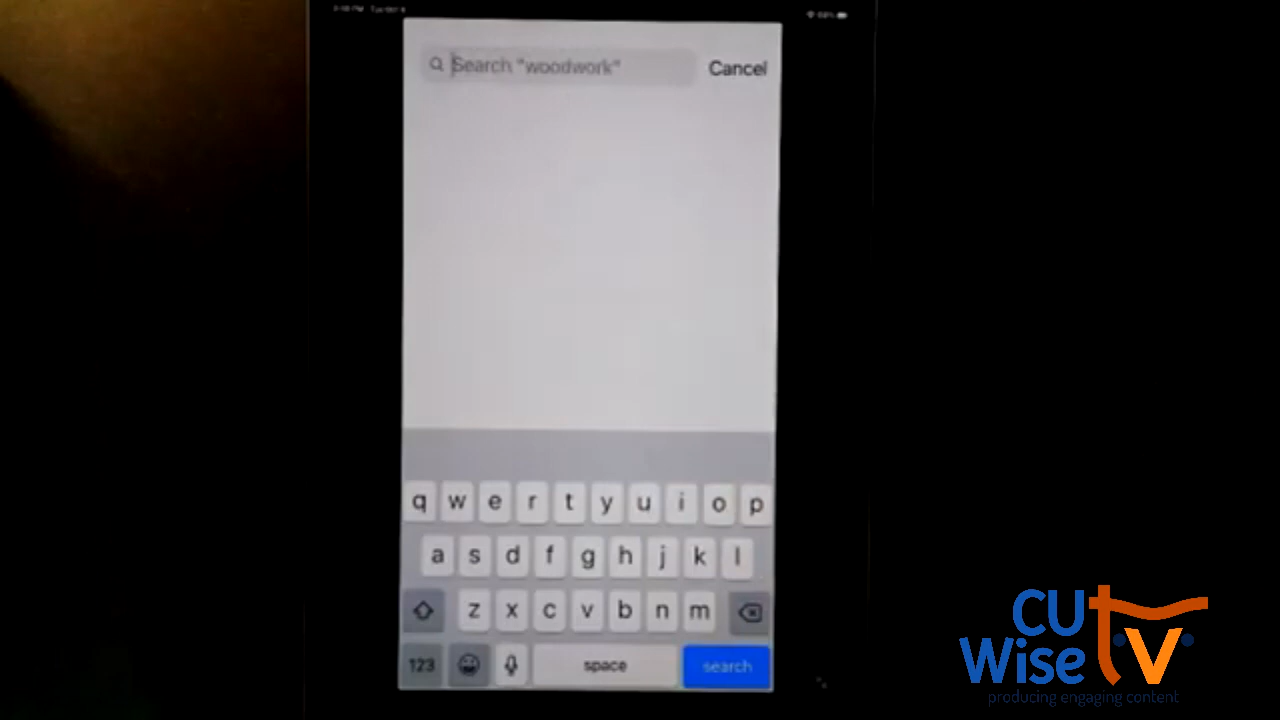 Search "woodwork"
Cancel
q w e r t y u i o p
a s d f g h j k l
z x c v b n m
123
space
search
CU
Wise
tv
producing engaging content